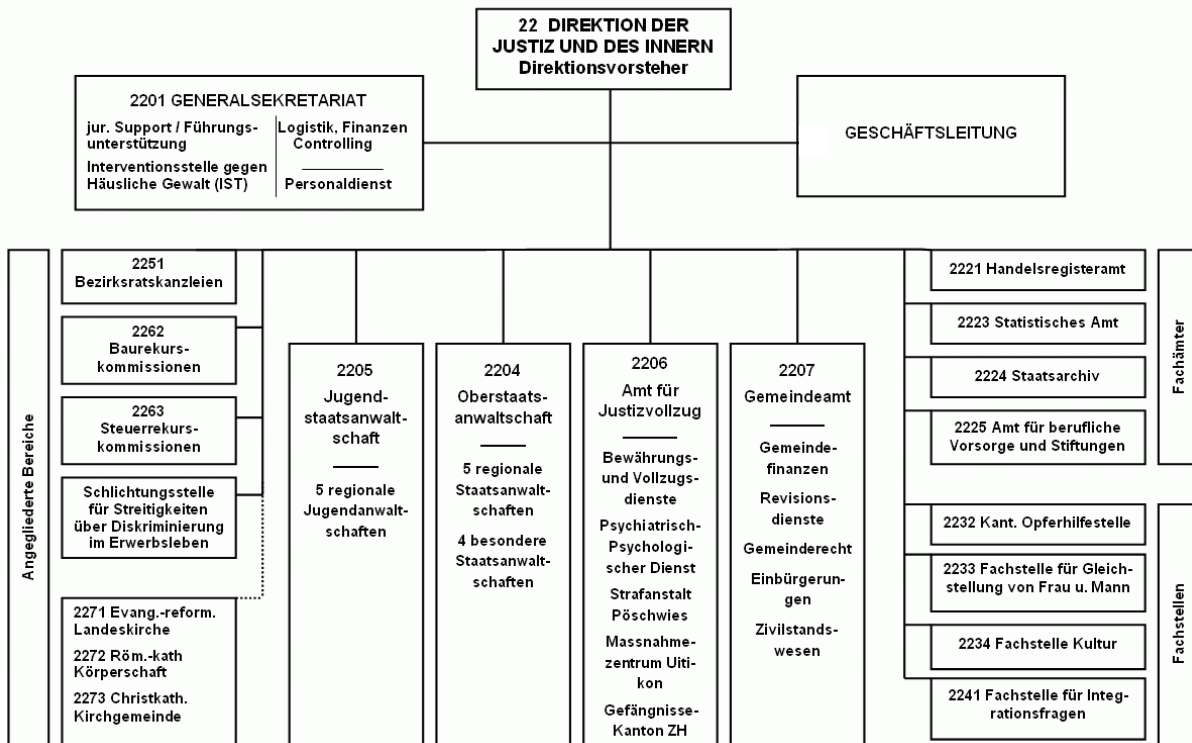 22 DIREKTION DER
JUSTIZ UND DES INNERN
Direktionsvorsteher
2201 GENERALSEKRETARIAT
jur. Support / Führungs-
unterstützung
Interventionsstelle gegen
Häusliche Gewalt (IST)
Logistik, Finanzen
Controlling
Personaldienst
GESCHÄFTSLEITUNG
Angegliederte Bereiche
2251
Bezirksratskanzleien
2262
Baurekurs-
kommissionen
2263
Steuerrekurs-
kommissionen
Schlichtungsstelle
für Streitigkeiten
über Diskriminierung
im Erwerbsleben
2271 Evang.-reform.
Landeskirche
2272 Röm.-kath
Körperschaft
2273 Christkath.
Kirchgemeinde
2205
Jugend-
staatsanwalt-
schaft
5 regionale
Jugendanwalt-
schaften
2204
Oberstaats-
anwaltschaft
5 regionale
Staatsanwalt-
schaften
4 besondere
Staatsanwalt-
schaften
2206
Amt für
Justizvollzug
Bewährungs-
und Vollzugs-
dienste
Psychiatrisch-
Psychologi-
scher Dienst
Strafanstalt
Pöschwies
Massnahme-
zentrum Uiti-
kon
Gefängnisse-
Kanton ZH
2207
Gemeindeamt
Gemeinde-
finanzen
Revisions-
dienste
Gemeinderecht
Einbürgerun-
gen
Zivilstands-
wesen
2221 Handelsregisteramt
2223 Statistisches Amt
2224 Staatsarchiv
2225 Amt für berufliche
Vorsorge und Stiftungen
Fachämter
2232 Kant. Opferhilfestelle
2233 Fachstelle für Gleich-
stellung von Frau u. Mann
2234 Fachstelle Kultur
2241 Fachstelle für Integ-
rationsfragen
Fachstellen